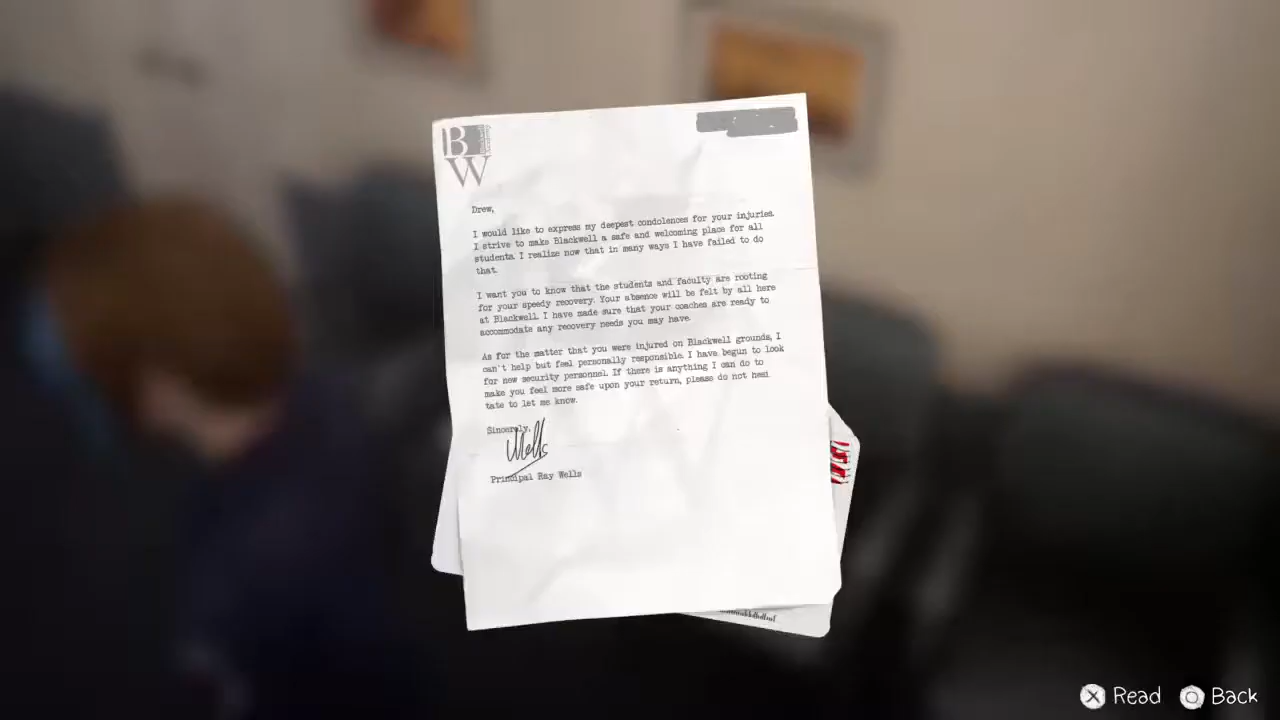 B
W
Blackwell
Academy
Drew,
I would like to express my deepest condolences for your injuries.
I strive to make Blackwell a safe and welcoming place for all
students. I realize now that in many ways I have failed to do
that.
I want you to know that the students and faculty are rooting
for your speedy recovery. Your absence will be felt by all here
at Blackwell. I have made sure that your coaches are ready to
accommodate any recovery needs you may have.
As for the matter that you were injured on Blackwell grounds, I
can't help but feel personally responsible. I have begun to look
for new security personnel. If there is anything I can do to
make you feel more safe upon your return, please do not hesi
tate to let me know.
Sincerely,
Wells
Principal Ray Wells
Read
Back